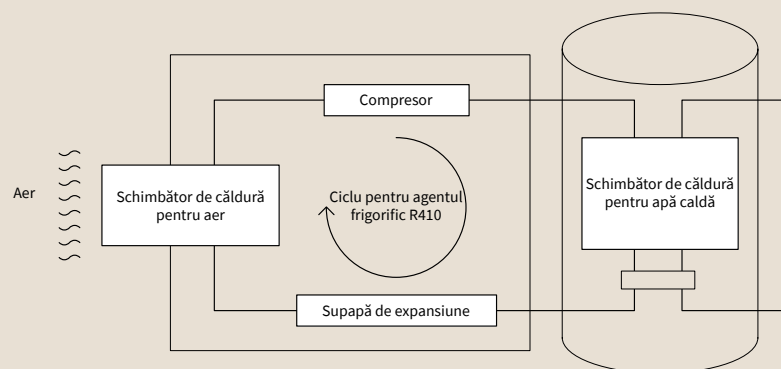 Compresor
Aer
Schimbător de căldură
pentru aer
Ciclu pentru agentul
frigorific R410
Schimbător de căldură
pentru apă caldă
Supapă de expansiune